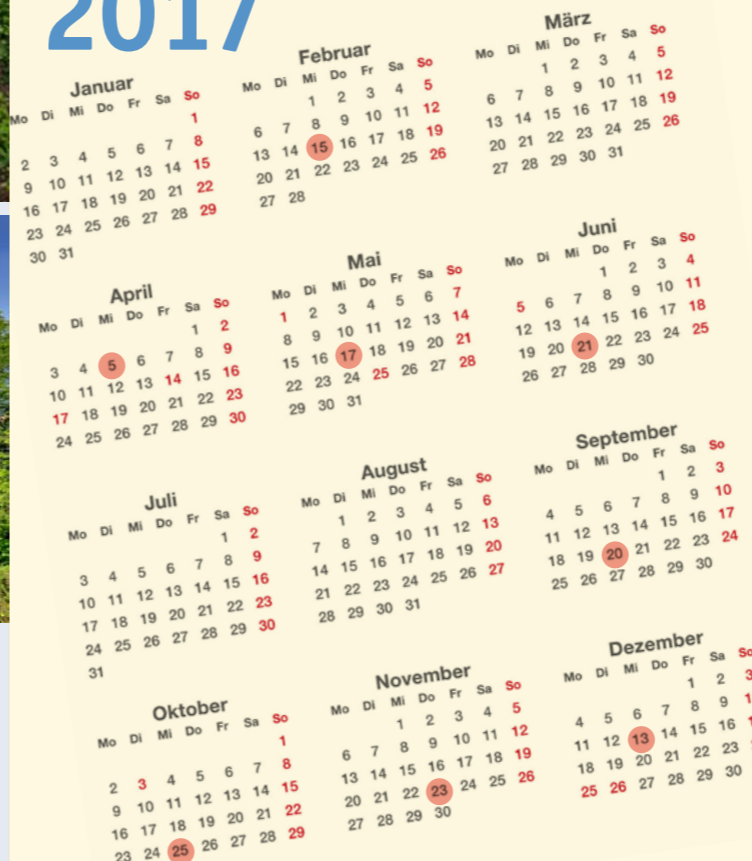 2017
Januar
Mo Di Mi Do Fr Sa So
1
2 3 4 5 6 7 8
9 10 11 12 13 14 15
16 17 18 19 20 21 22
23 24 25 26 27 28 29
30 31
Februar
Mo Di Mi Do Fr Sa So
1 2 3 4 5
6 7 8 9 10 11 12
13 14 15 16 17 18 19
20 21 22 23 24 25 26
27 28
März
Mo Di Mi Do Fr Sa So
1 2 3 4 5
6 7 8 9 10 11 12
13 14 15 16 17 18 19
20 21 22 23 24 25 26
27 28 29 30 31
April
Mo Di Mi Do Fr Sa So
1 2
3 4 5 6 7 8 9
10 11 12 13 14 15 16
17 18 19 20 21 22 23
24 25 26 27 28 29 30
Mai
Mo Di Mi Do Fr Sa So
1 2 3 4 5 6 7
8 9 10 11 12 13 14
15 16 17 18 19 20 21
22 23 24 25 26 27 28
29 30 31
Juni
Mo Di Mi Do Fr Sa So
1 2 3 4
5 6 7 8 9 10 11
12 13 14 15 16 17 18
19 20 21 22 23 24 25
26 27 28 29 30
Juli
Mo Di Mi Do Fr Sa So
1 2
3 4 5 6 7 8 9
10 11 12 13 14 15 16
17 18 19 20 21 22 23
24 25 26 27 28 29 30
31
August
Mo Di Mi Do Fr Sa So
1 2 3 4 5 6
7 8 9 10 11 12 13
14 15 16 17 18 19 20
21 22 23 24 25 26 27
28 29 30 31
September
Mo Di Mi Do Fr Sa So
1 2 3
4 5 6 7 8 9 10
11 12 13 14 15 16 17
18 19 20 21 22 23 24
25 26 27 28 29 30
Oktober
Mo Di Mi Do Fr Sa So
1
2 3 4 5 6 7 8
9 10 11 12 13 14 15
16 17 18 19 20 21 22
23 24 25 26 27 28 29
November
Mo Di Mi Do Fr Sa So
1 2 3 4 5
6 7 8 9 10 11 12
13 14 15 16 17 18 19
20 21 22 23 24 25 26
27 28 29 30
Dezember
Mo Di Mi Do Fr Sa So
1 2 3
4 5 6 7 8 9
11 12 13 14 15 16
18 19 20 21 22 23
25 26 27 28 29 30